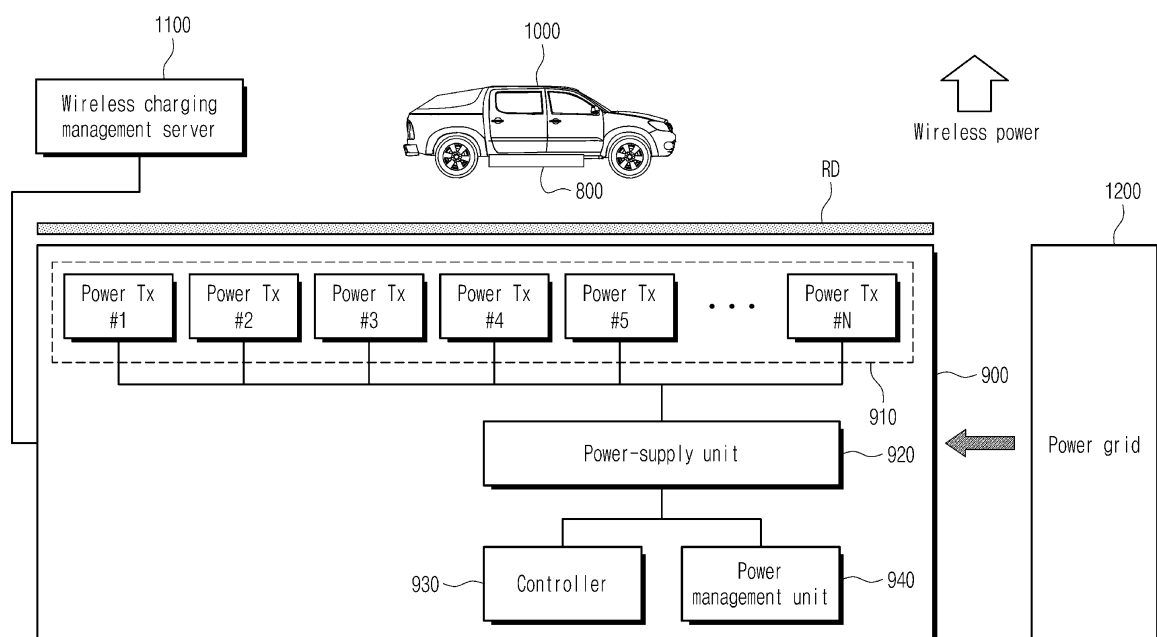 1100
1000
Wireless charging
management server
Wireless power
800
RD
1200
Power Tx
#1
Power Tx
#2
Power Tx
#3
Power Tx
#4
Power Tx
#5
• • •
Power Tx
#N
900
910
Power-supply unit
920
Power grid
930
Controller
Power
management unit
940